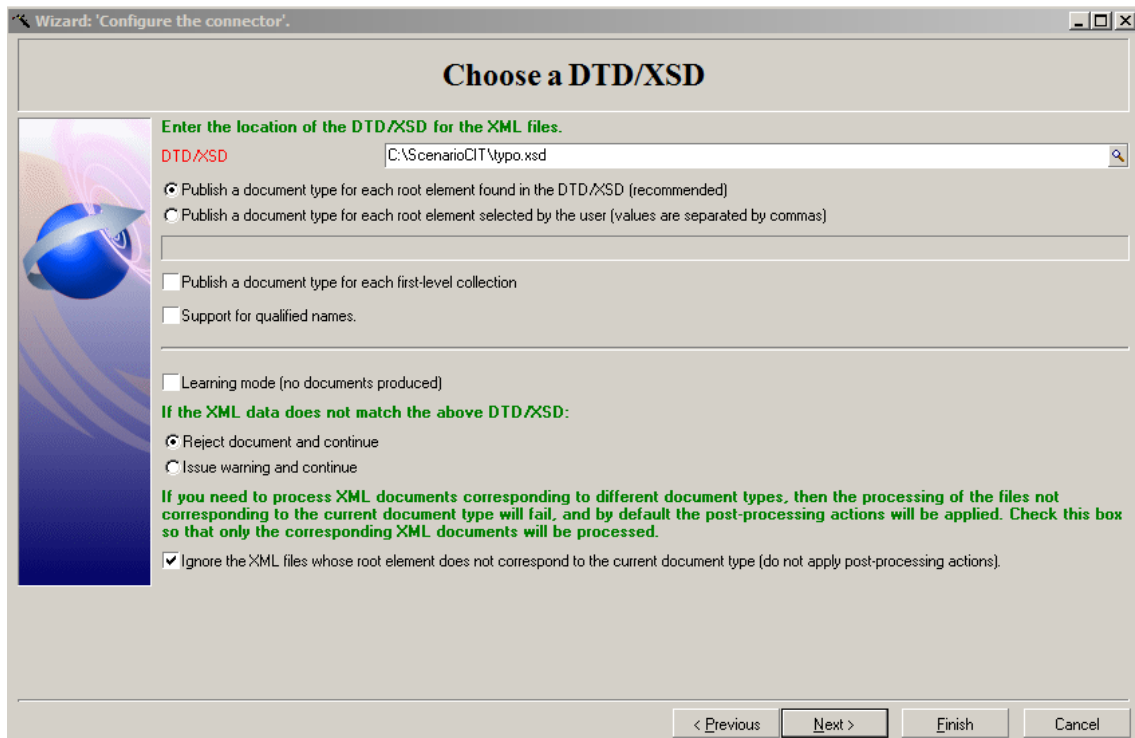 Wizard: 'Configure the connector'.
Choose a DTD/XSD
Enter the location of the DTD/XSD for the XML files.
DTD/XSD C:\ScenarioCIT\typo.xsd
Publish a document type for each root element found in the DTD/XSD (recommended)
Publish a document type for each root element selected by the user (values are separated by commas)
Publish a document type for each first-level collection
Support for qualified names.
Learning mode (no documents produced)
If the XML data does not match the above DTD/XSD:
Reject document and continue
Issue warning and continue
If you need to process XML documents corresponding to different document types, then the processing of the files not
corresponding to the current document type will fail, and by default the post-processing actions will be applied. Check this box
so that only the corresponding XML documents will be processed.
Ignore the XML files whose root element does not correspond to the current document type (do not apply post-processing actions).
< Previous Next > Finish Cancel